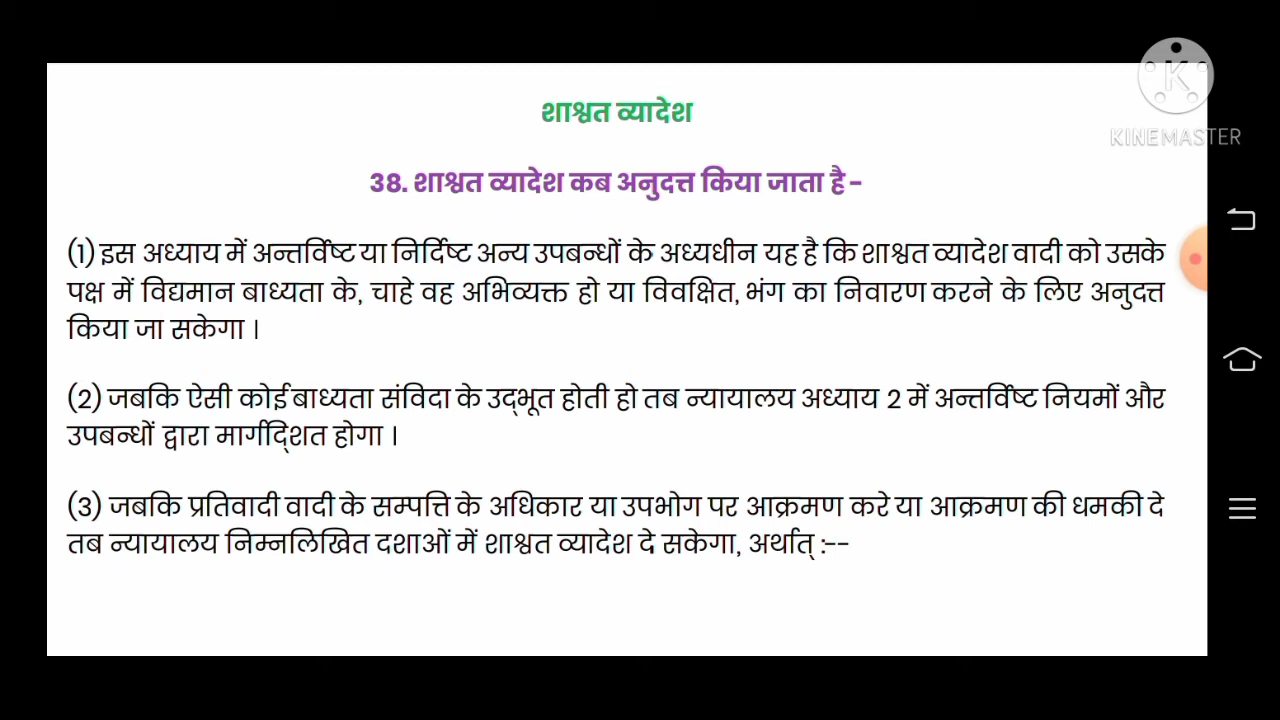 शाश्वत व्यादेश
KINEMASTER
38. शाश्वत व्यादेश कब अनुदत्त किया जाता है -
(1) इस अध्याय में अन्तर्विष्ट या निर्दिष्ट अन्य उपबन्धों के अध्यधीन यह है कि शाश्वत व्यादेश वादी को उसके
पक्ष में विद्यमान बाध्यता के, चाहे वह अभिव्यक्त हो या विवक्षित, भंग का निवारण करने के लिए अनुदत्त
किया जा सकेगा ।
(2) जबकि ऐसी कोई बाध्यता संविदा के उद्भूत होती हो तब न्यायालय अध्याय 2 में अन्तर्विष्ट नियमों और
उपबन्धों द्वारा मार्गदि्शत होगा ।
(3) जबकि प्रतिवादी वादी के सम्पत्ति के अधिकार या उपभोग पर आक्रमण करे या आक्रमण की धमकी दे
तब न्यायालय निम्नलिखित दशाओं में शाश्वत व्यादेश दे सकेगा, अर्थात् :--